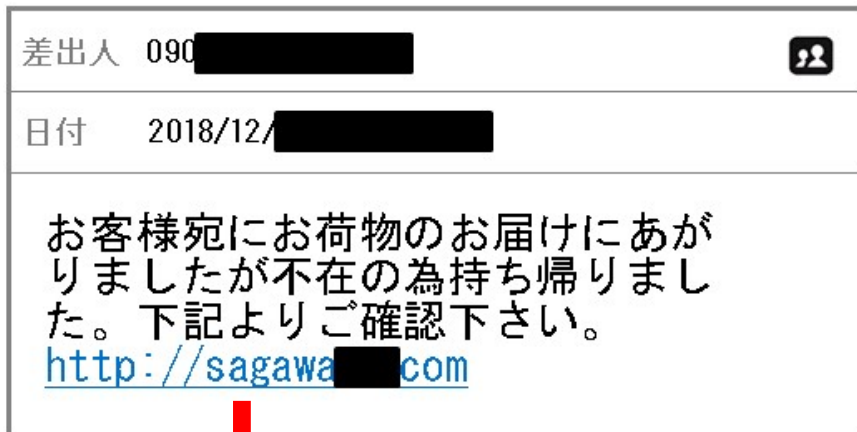 差出人 090
日付 2018/12/
お客様宛にお荷物のお届けにあが
りましたが不在の為持ち帰りまし
た。下記よりご確認下さい。
http://sagawa com